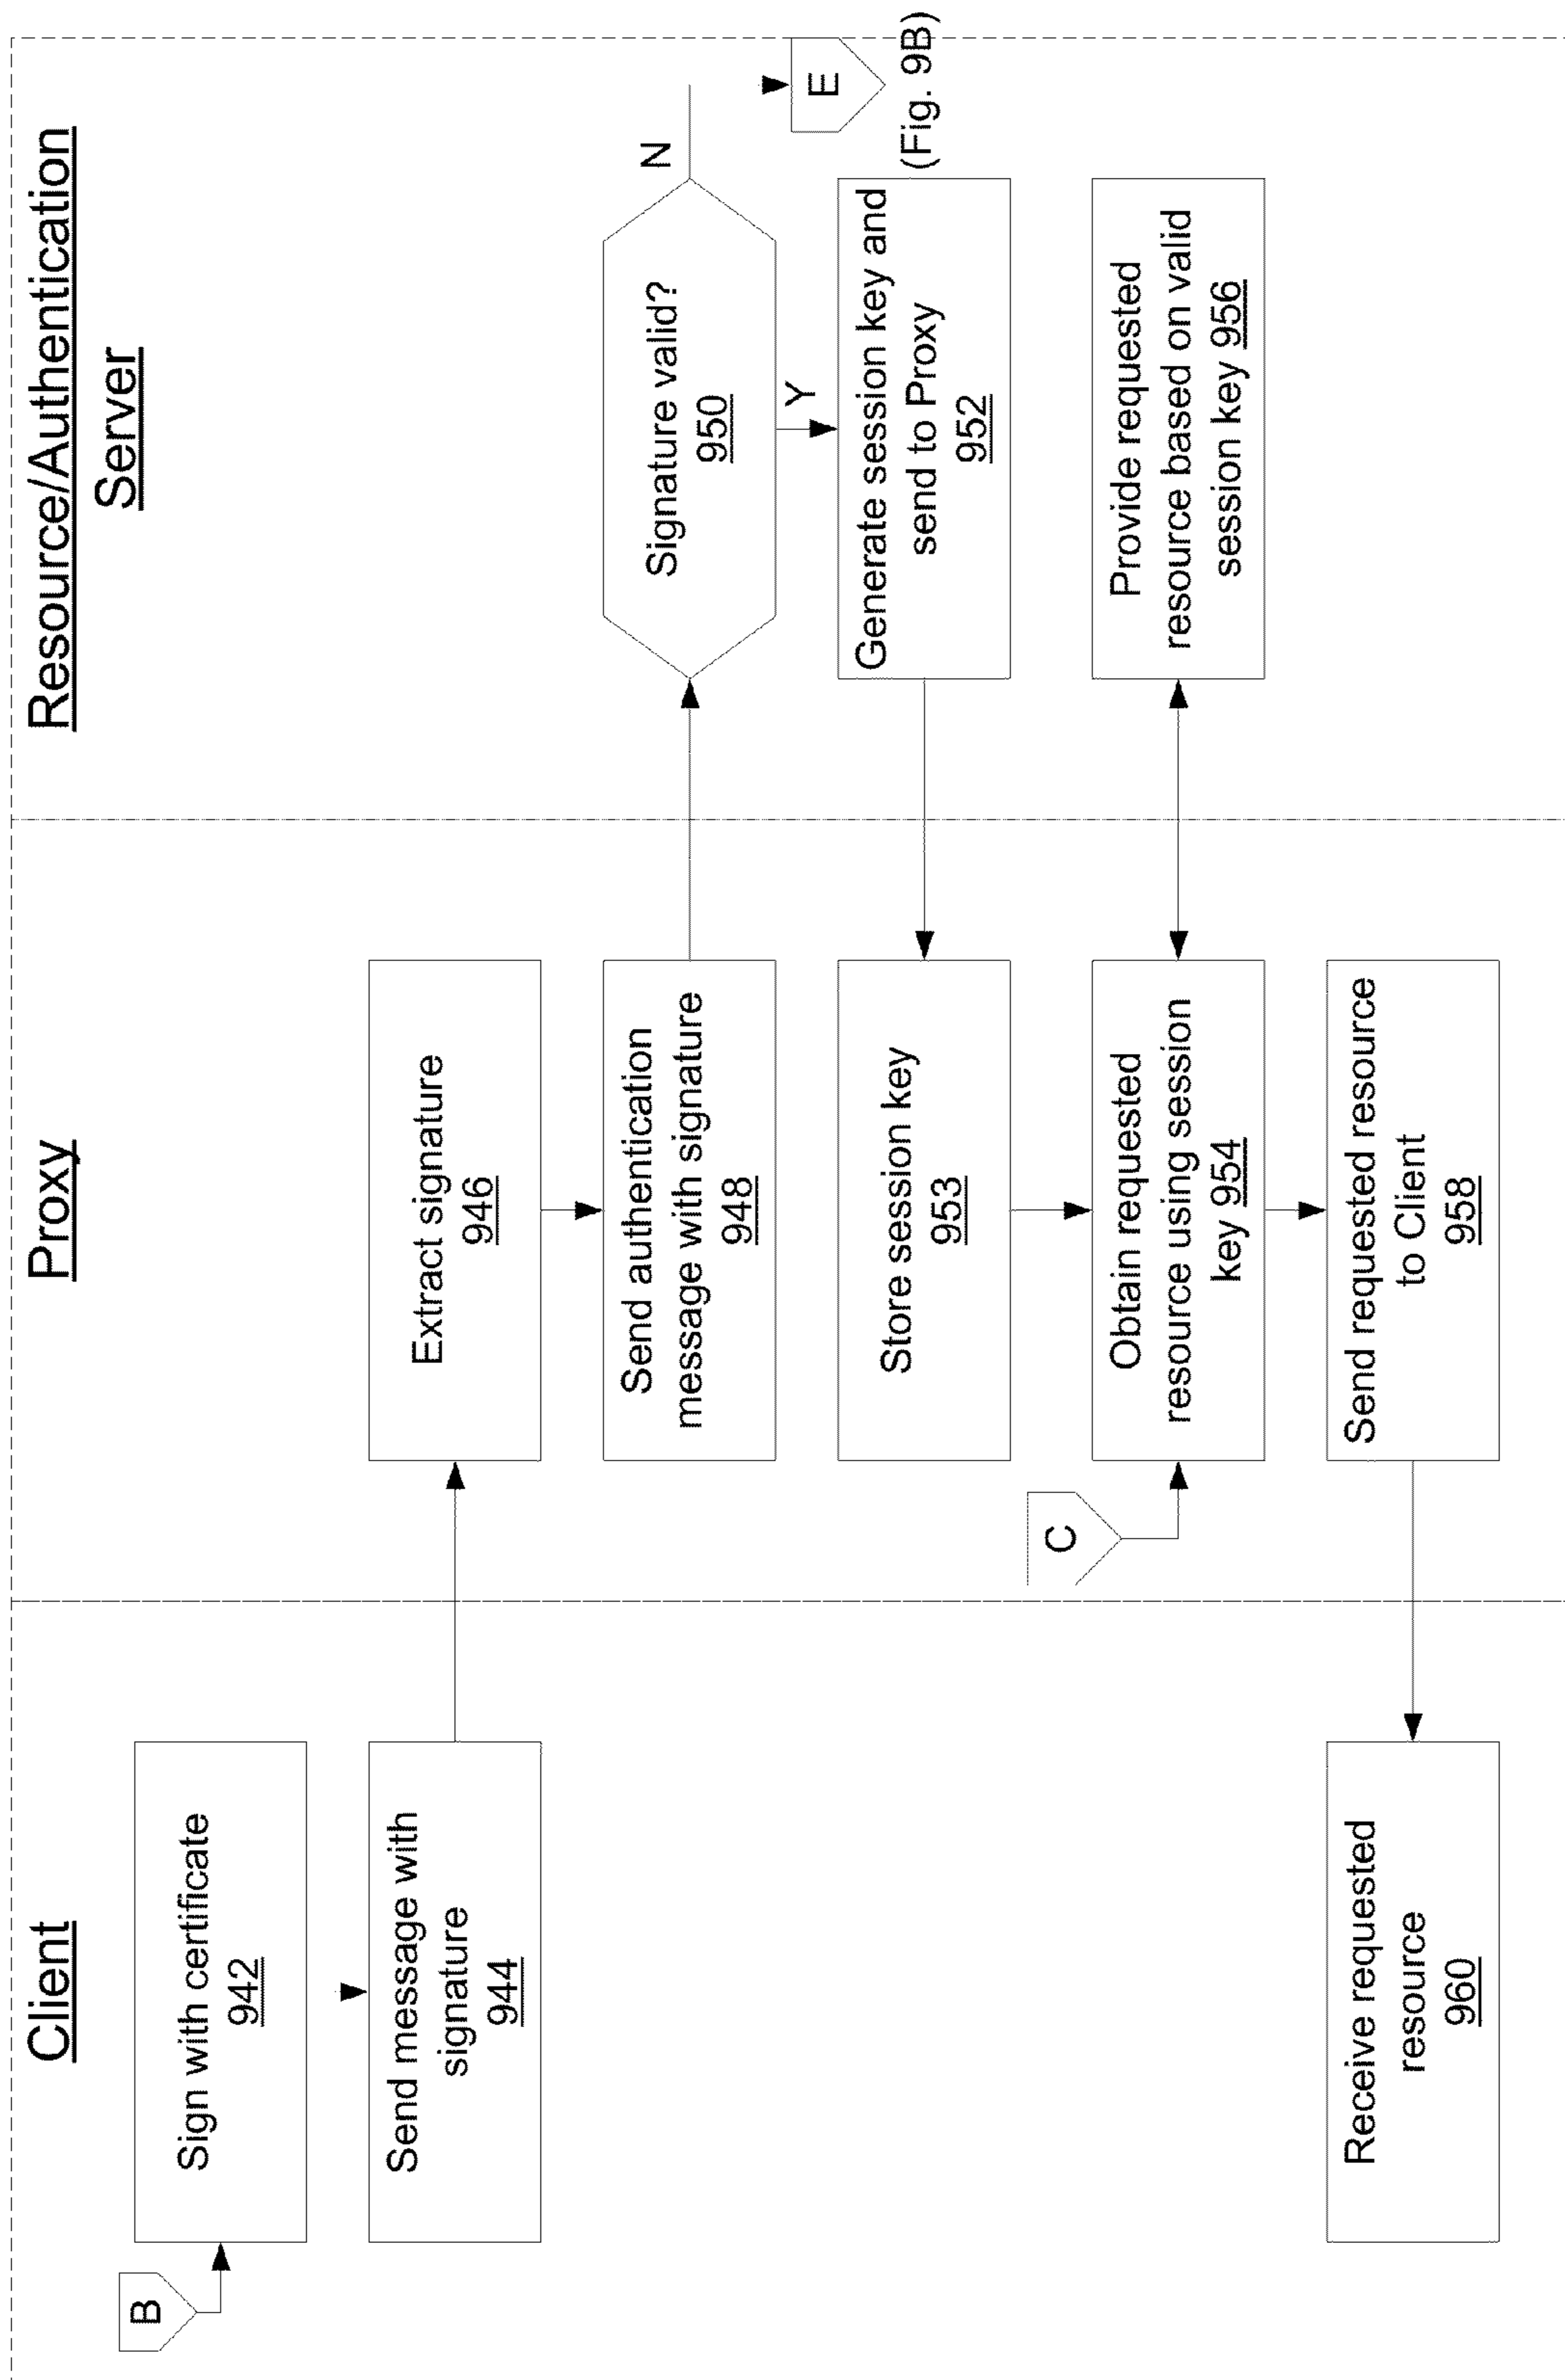 Client
Proxy
Resource/Authentication
Server
B
Sign with certificate
942
Send message with
signature
944
Extract signature
946
Send authentication
message with signature
948
Signature valid?
950
N
E
(Fig. 9B)
Y
Generate session key and
send to Proxy
952
Store session key
953
C
Obtain requested
resource using session
key 954
Provide requested
resource based on valid
session key 956
Send requested resource
to Client
958
Receive requested
resource
960